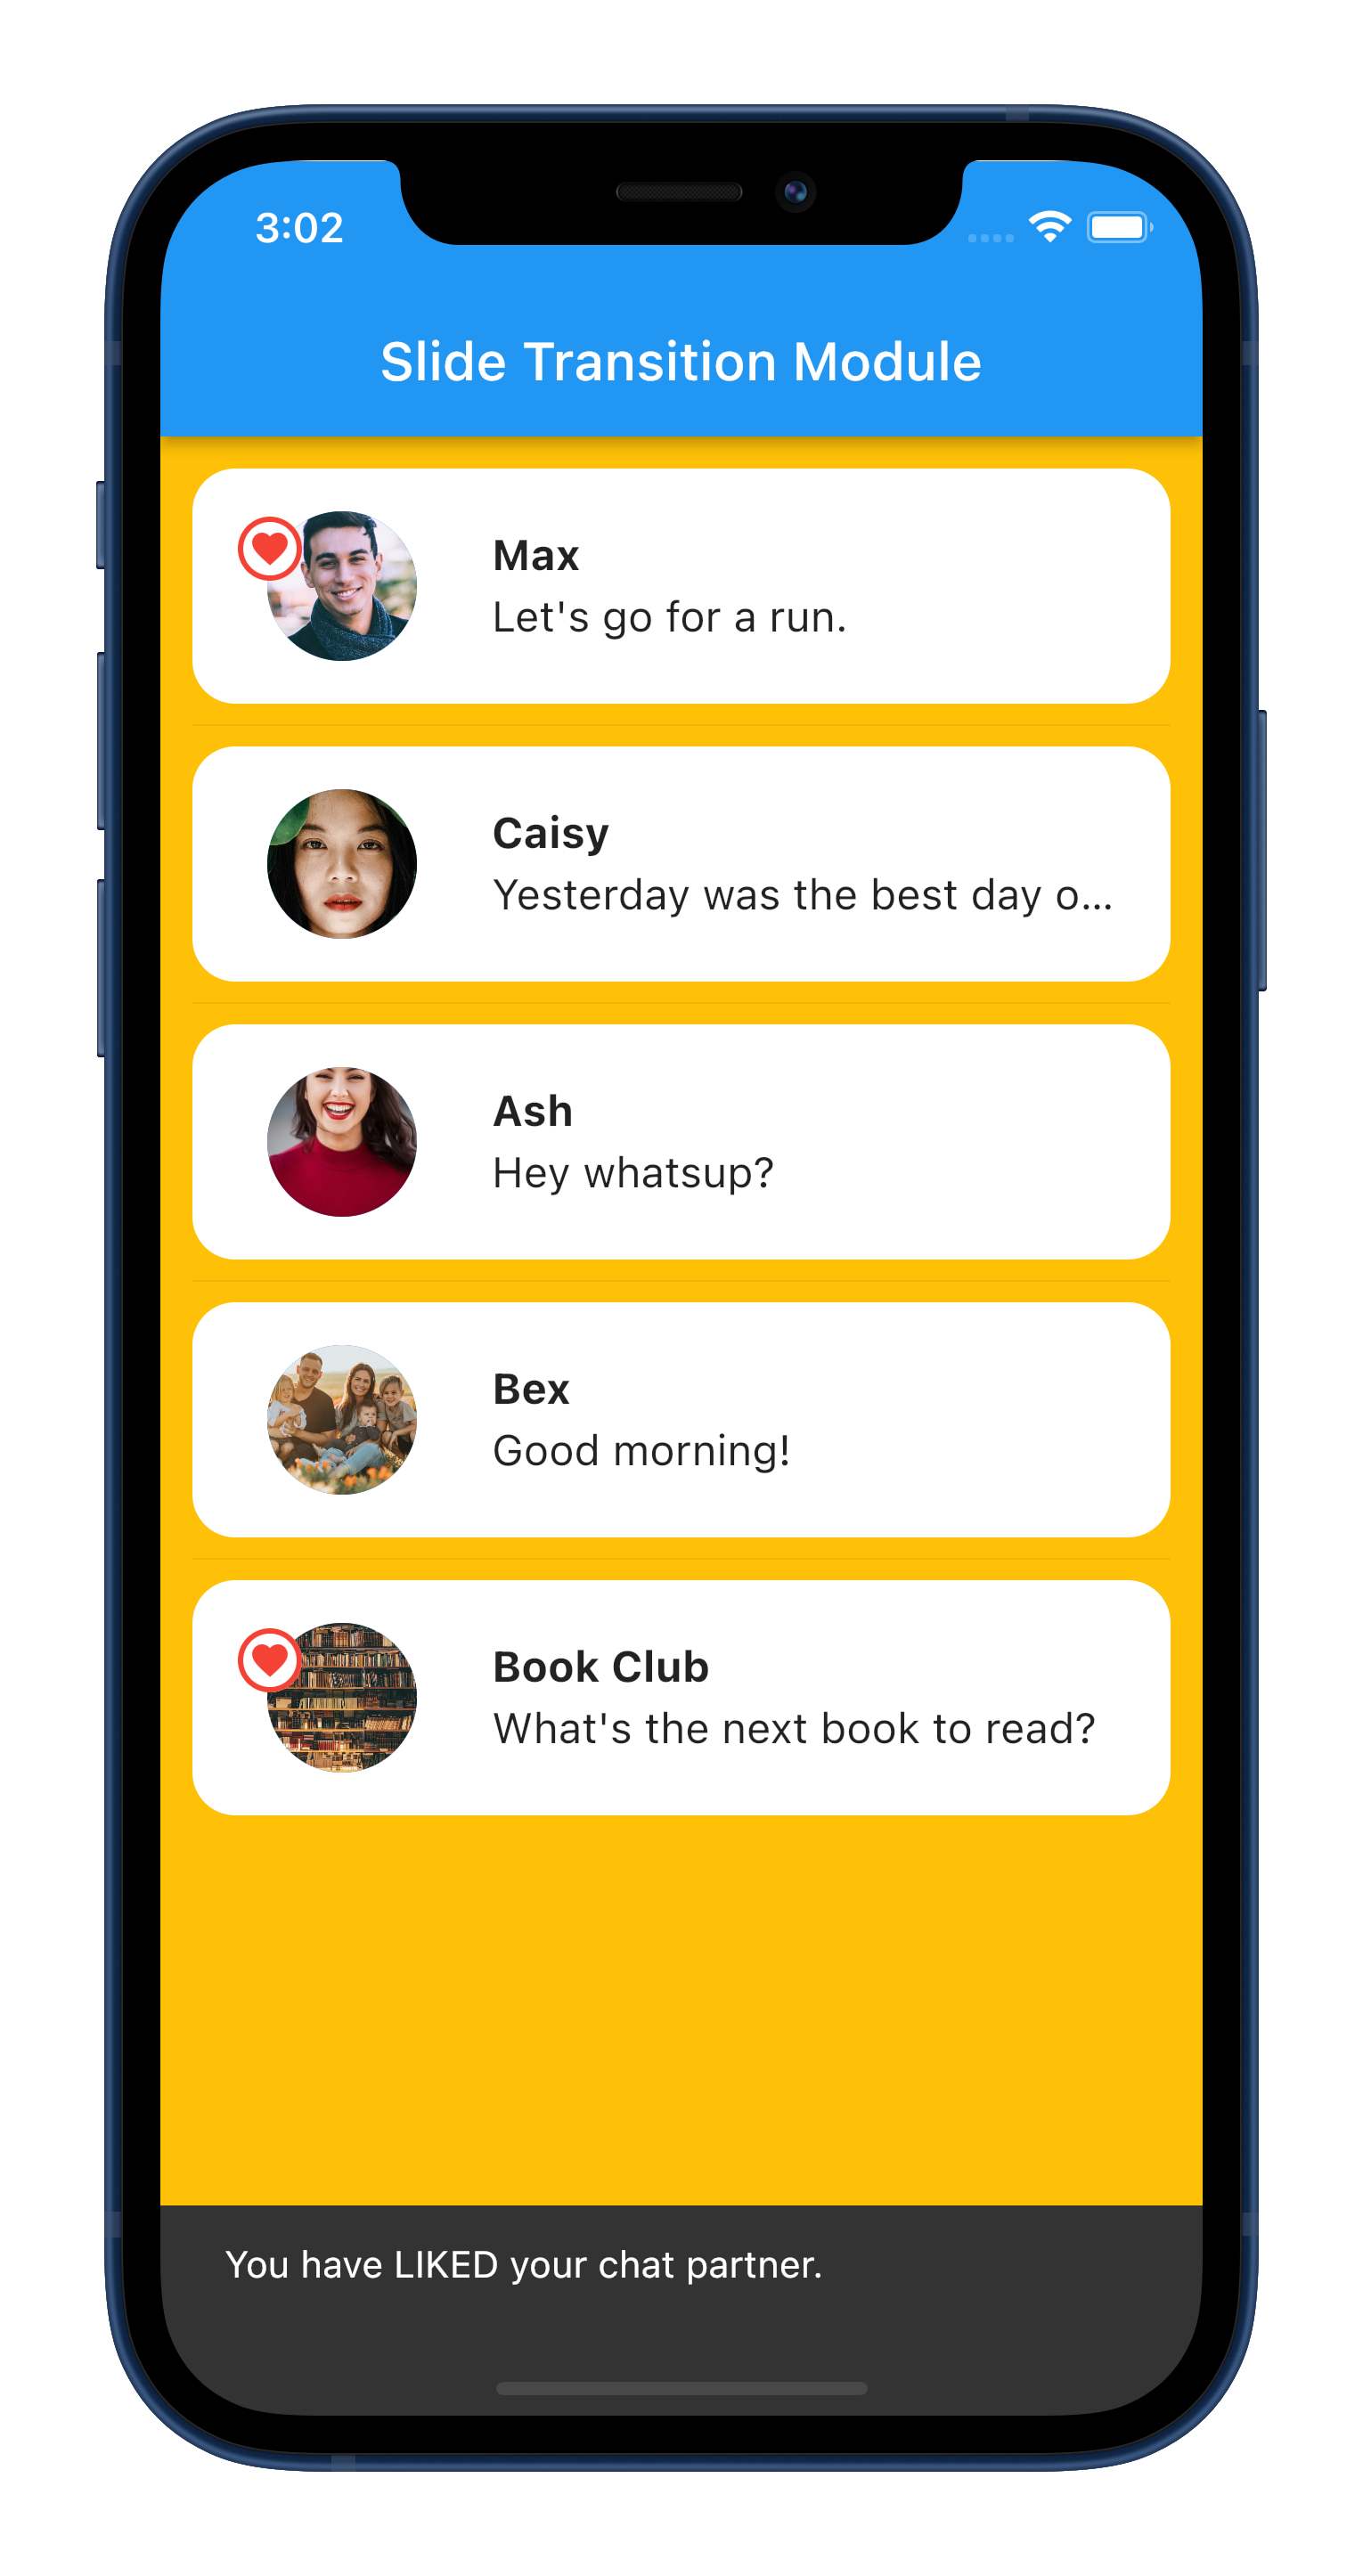 3:02
Slide Transition Module
Max
Let's go for a run.
Caisy
Yesterday was the best day o...
Ash
Hey whatsup?
Bex
Good morning!
Book Club
What's the next book to read?
You have LIKED your chat partner.